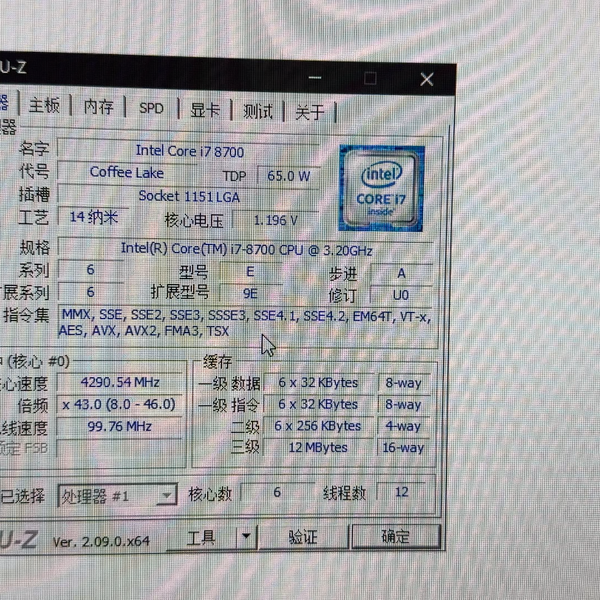 U-Z
器 主板 内存 SPD 显卡 测试 关于
器
名字 Intel Core i7 8700
代号 Coffee Lake TDP 65.0 W
插槽 Socket 1151 LGA
工艺 14 纳米 核心电压 1.196 V
intel
CORE i7
inside
规格 Intel(R) Core(TM) i7-8700 CPU @ 3.20GHz
系列 6 型号 E 步进 A
展系列 6 扩展型号 9E 修订 U0
指令集 MMX, SSE, SSE2, SSE3, SSSE3, SSE4.1, SSE4.2, EM64T, VT-x,
AES, AVX, AVX2, FMA3, TSX
(核心 #0) 缓存
心速度 4290.54 MHz 一级 数据 6 x 32 KBytes 8-way
倍频 x 43.0 (8.0 - 46.0) 一级 指令 6 x 32 KBytes 8-way
线速度 99.76 MHz 二级 6 x 256 KBytes 4-way
定 FSB 三级 12 MBytes 16-way
已选择 处理器 #1 核心数 6 线程数 12
U-Z Ver. 2.09.0.x64 工具 验证 确定